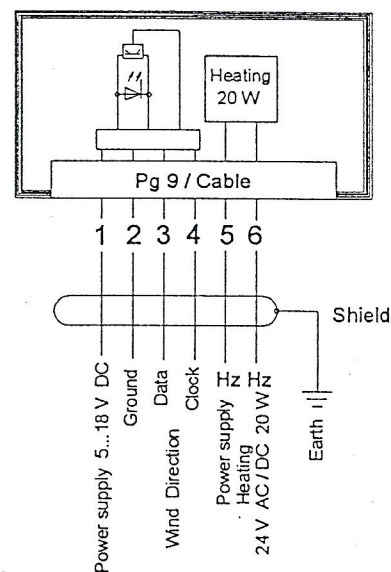 Heating
20 W
Pg 9 / Cable
1 2 3 4 5 6
Shield
Power supply 5...18 V DC
Ground
Data
Wind Direction
Clock
Hz Hz
Power supply
Heating
24 V AC / DC 20 W
Earth